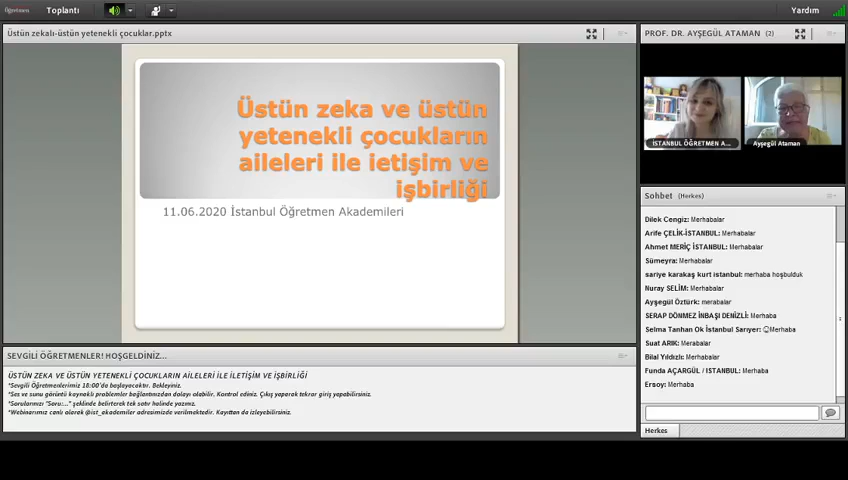 Öğretmen Toplantı Yardım
Üstün zekalı-üstün yetenekli çocuklar.pptx
Üstün zeka ve üstün
yetenekli çocukların
aileleri ile ietişim ve
işbirliği
11.06.2020 İstanbul Öğretmen Akademileri
SEVGİLİ ÖĞRETMENLER! HOŞGELDİNİZ...
ÜSTÜN ZEKA VE ÜSTÜN YETENEKLİ ÇOCUKLARIN AİLELERİ İLE İLETİŞİM VE İŞBİRLİĞİ
*Sevgili Öğretmenlerimiz 18:00'da başlayacaktır. Bekleyiniz.
*Ses ve sunu görüntü kaynaklı problemler bağlantınızdan dolayı olabilir. Kontrol ediniz. Çıkış yaparak tekrar giriş yapabilirsiniz.
*Sorularınızı "Soru:..." şeklinde belirterek tek satır halinde yazınız.
*Webinarımız canlı olarak @ist_akademiler adresimizde verilmektedir. Kayıttan da izleyebilirsiniz.
PROF. DR. AYŞEGÜL ATAMAN (2)
İSTANBUL ÖĞRETMEN A... Ayşegül Ataman
Sohbet (Herkes)
Dilek Cengiz: Merhabalar
Arife ÇELİK-İSTANBUL: Merhabalar
Ahmet MERİÇ İSTANBUL: Merhabalar
Sümeyra: Merhabalar
sariye karakaş kurt istanbul: merhaba hoşbulduk
Nuray SELİM: Merhabalar
Ayşegül Öztürk: merabalar
SERAP DÖNMEZ İNBAŞI DENİZLİ: Merhaba
Selma Tanhan Ok İstanbul Sarıyer: Merhaba
Suat ARIK: Merabalar
Bilal Yıldızlı: Merhabalar
Funda AÇARGÜL / ISTANBUL: Merhaba
Ersoy: Merhaba
Herkes